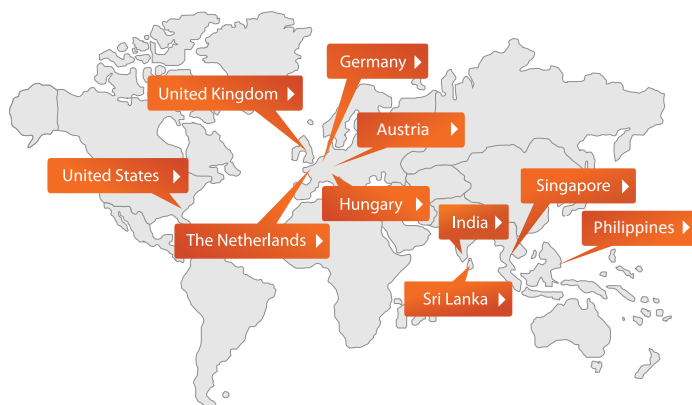 Germany
United Kingdom
Austria
United States
Singapore
Hungary
India
Philippines
The Netherlands
Sri Lanka